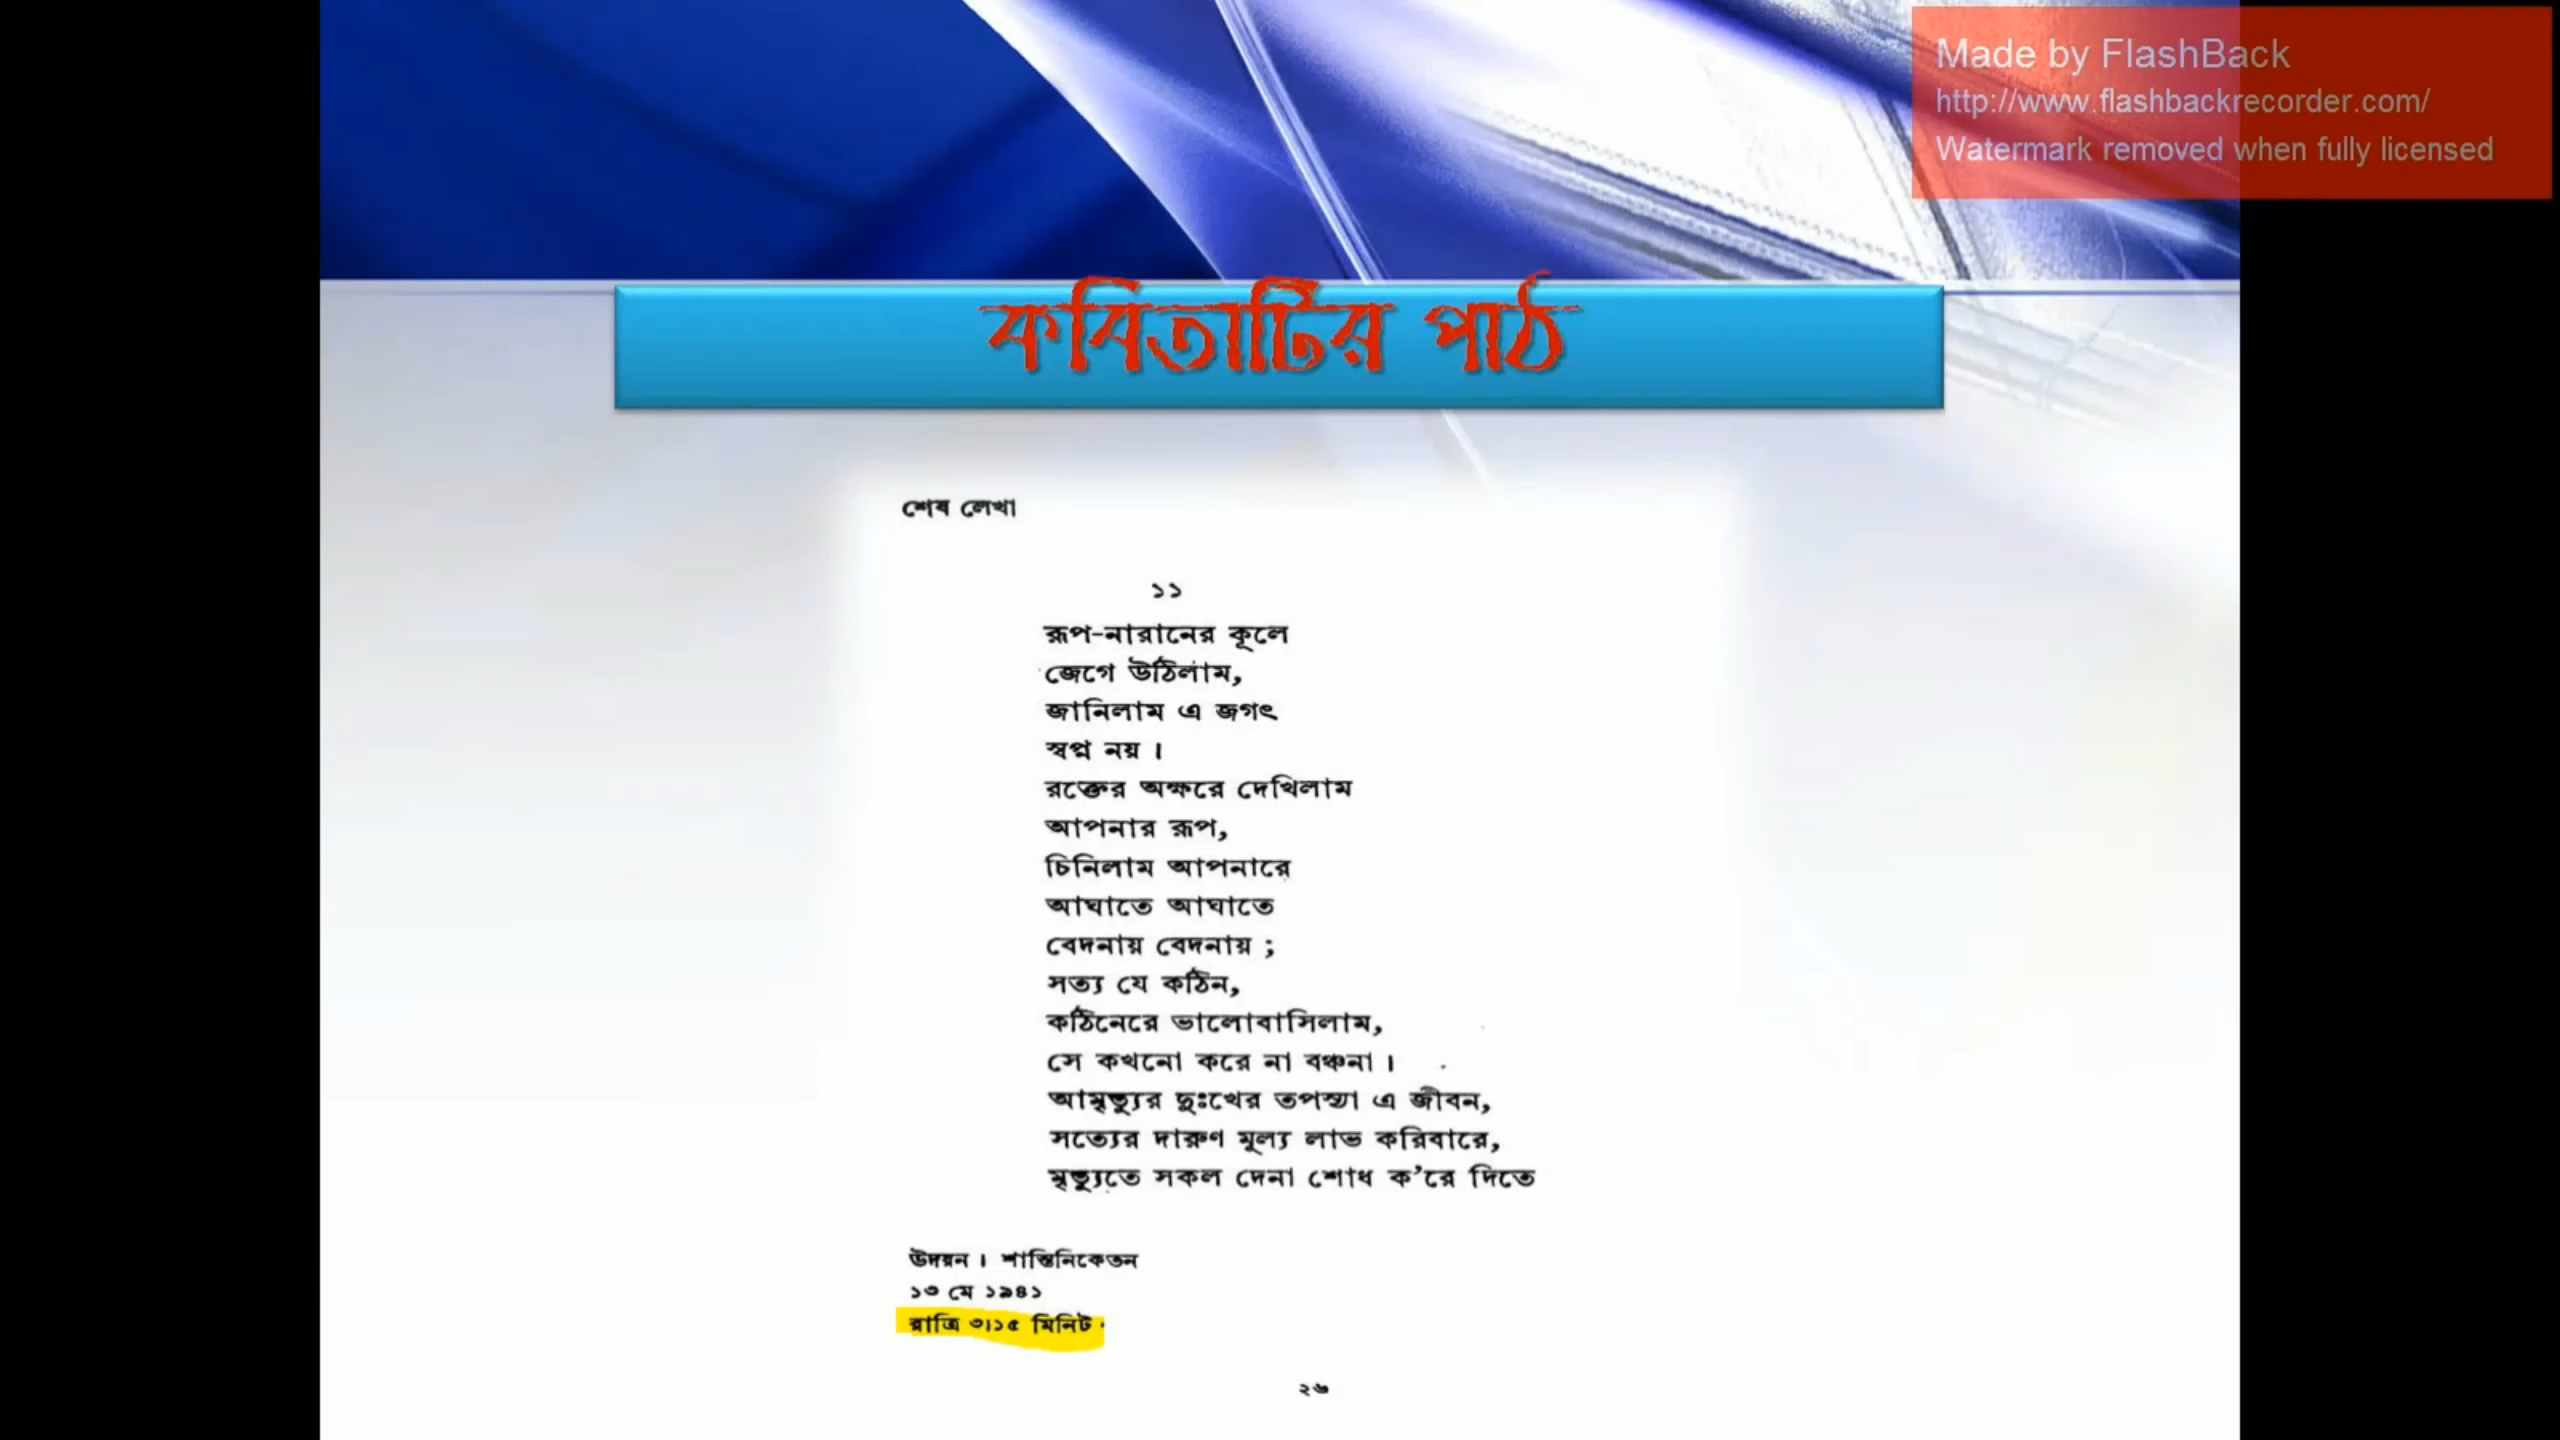 Made by FlashBack
http://www.flashbackrecorder.com/
Watermark removed when fully licensed
কবিতাটির পাঠ
শেষ লেখা
১১
রূপ-নারানের কূলে
জেগে উঠিলাম,
জানিলাম এ জগৎ
স্বপ্ন নয় ।
রক্তের অক্ষরে দেখিলাম
আপনার রূপ,
চিনিলাম আপনারে
আঘাতে আঘাতে
বেদনায় বেদনায় ;
সত্য যে কঠিন,
কঠিনেরে ভালোবাসিলাম,
সে কখনো করে না বঞ্চনা ।
আমৃত্যুর দুঃখের তপস্যা এ জীবন,
সত্যের দারুণ মূল্য লাভ করিবারে,
মৃত্যুতে সকল দেনা শোধ ক’রে দিতে
উদয়ন । শান্তিনিকেতন
১৩ মে ১৯৪১
রাত্রি ৩।১৫ মিনিট
২৬